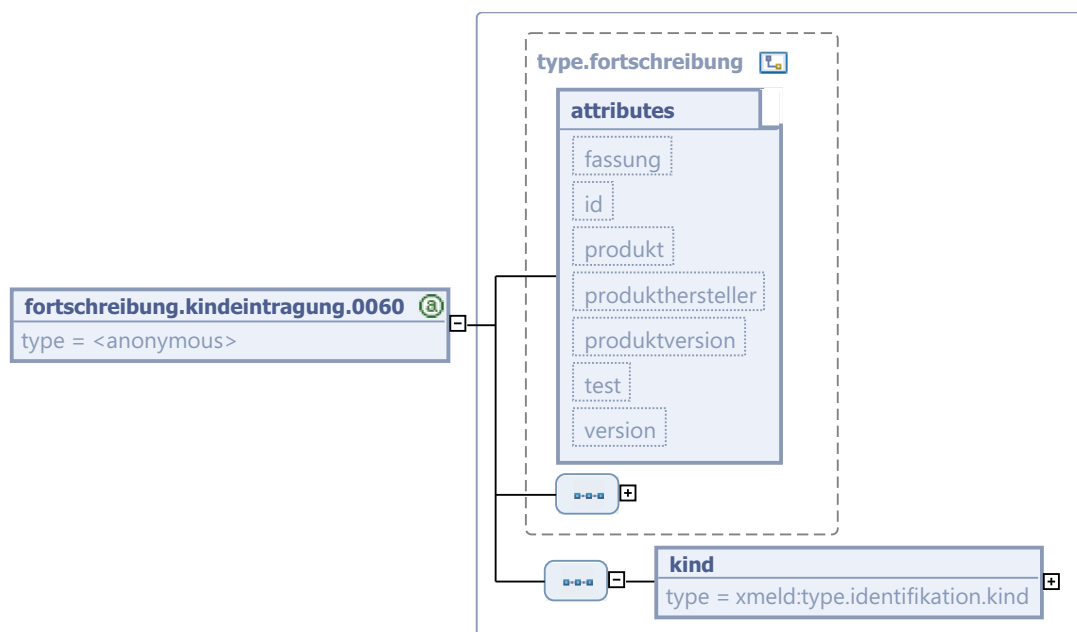 type.fortschreibung
attributes
fassung
id
produkt
produkthersteller
produktversion
test
version
fortschreibung.kindeintragung.0060
type = <anonymous>
kind
type = xmeld:type.identifikation.kind